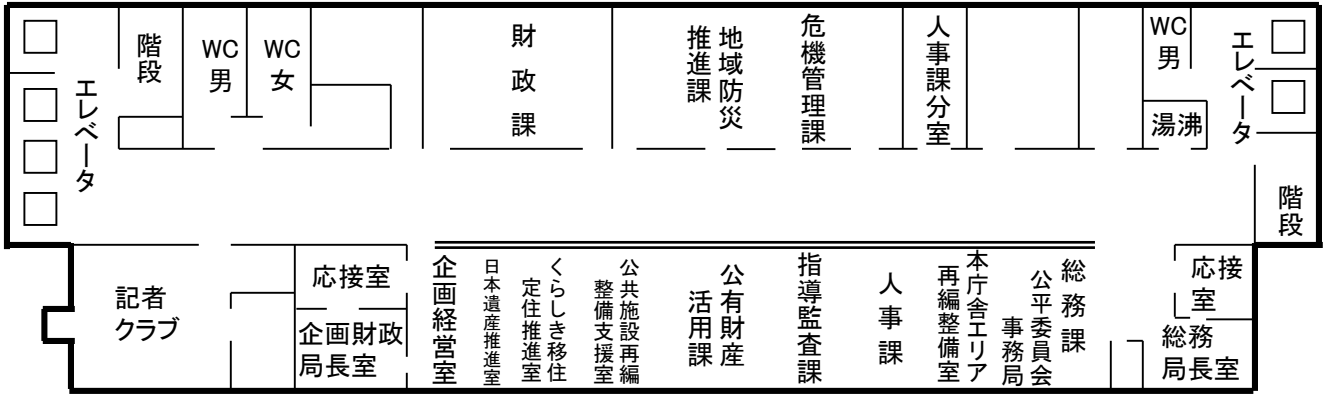 エレベータ
階段
WC
男
WC
女
財政課
地域防災
推進課
危機管理課
人事課分室
WC
男
湯沸
エレベータ
階段
記者
クラブ
応接室
企画財政
局長室
企画経営室
日本遺産推進室
くらしき移住
定住推進室
公共施設再編
整備支援室
公有財産
活用課
指導監査課
人事課
本庁舎エリア
再編整備室
公平委員会
事務局
総務課
応接
室
総務
局長室